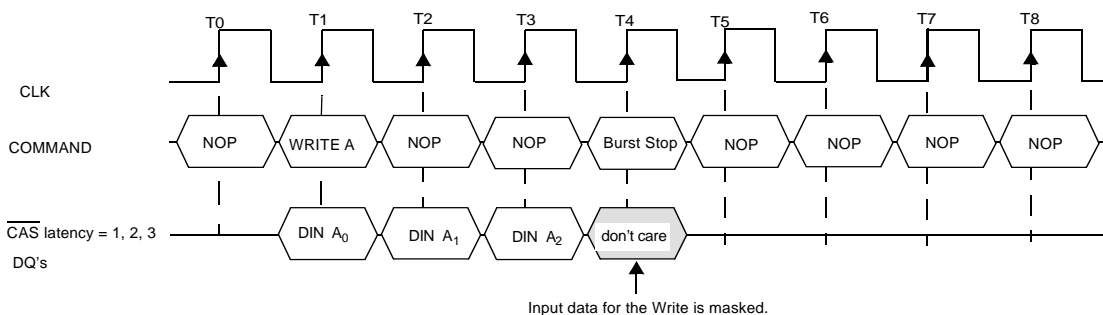 T0 T1 T2 T3 T4 T5 T6 T7 T8
CLK
COMMAND NOP WRITE A NOP NOP Burst Stop NOP NOP NOP NOP
CAS latency = 1, 2, 3 DIN A0 DIN A1 DIN A2 don't care
DQ's
Input data for the Write is masked.